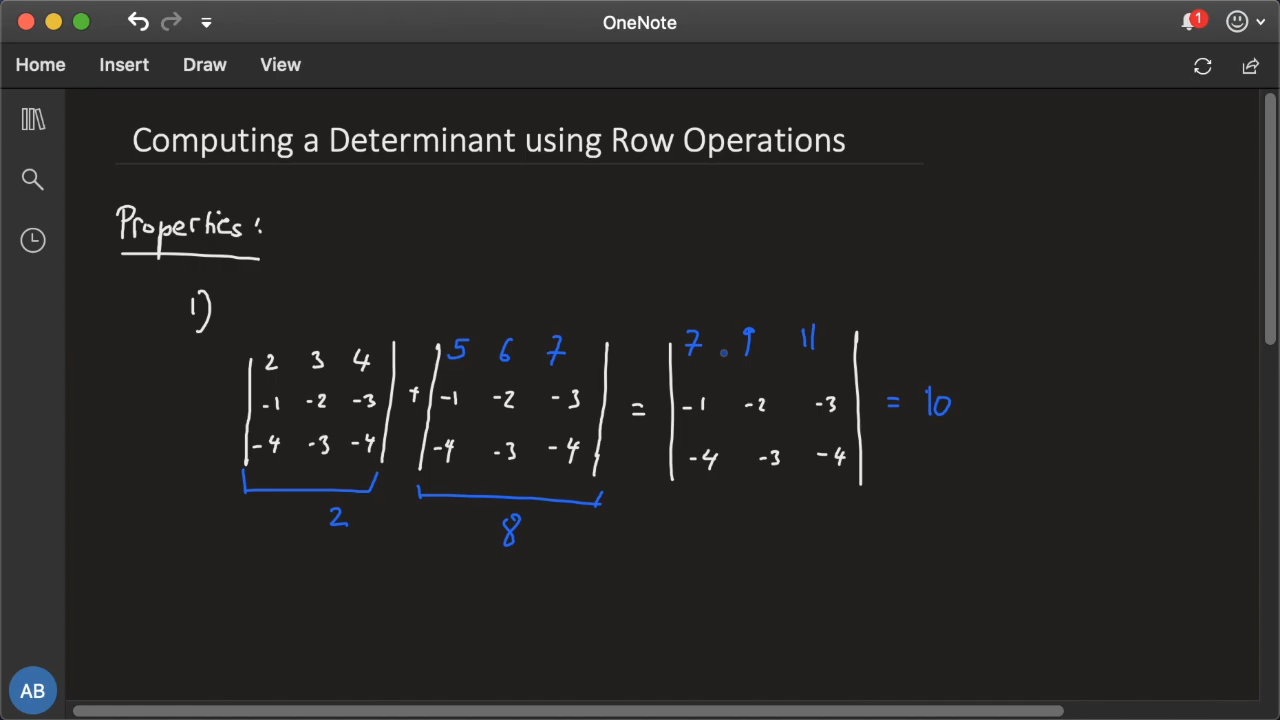 OneNote
1
Home Insert Draw View
Computing a Determinant using Row Operations
Properties:
1)
| 2 3 4 | + | 5 6 7 | = | 7 . 9 11 | = 10
| -1 -2 -3 | | -1 -2 -3 | | -1 -2 -3 |
| -4 -3 -4 | | -4 -3 -4 | | -4 -3 -4 |
2 8
AB